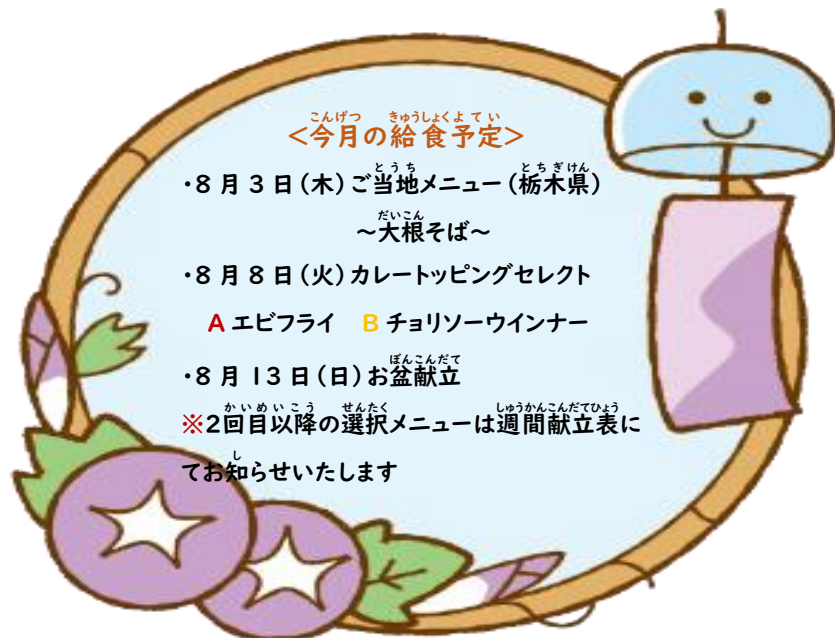 <今月の給食予定>
・8月3日(木)ご当地メニュー(栃木県)
~大根そば~
・8月8日(火)カレートッピングセレクト
A エビフライ B チョリソーウインナー
・8月13日(日)お盆献立
※2回目以降の選択メニューは週間献立表に
てお知らせいたします